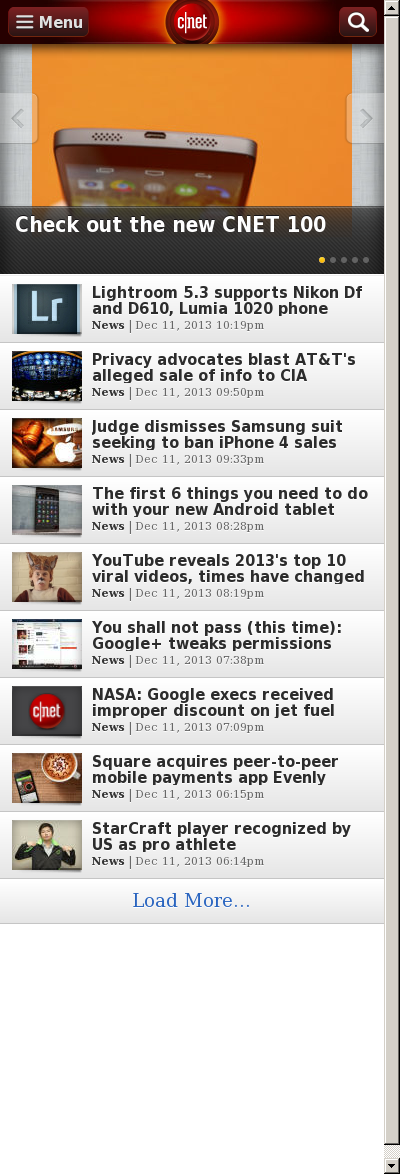 Menu
c|net
Check out the new CNET 100
Lr
Lightroom 5.3 supports Nikon Df
and D610, Lumia 1020 phone
News | Dec 11, 2013 10:19pm
Privacy advocates blast AT&T's
alleged sale of info to CIA
News | Dec 11, 2013 09:50pm
SAMSUNG
Judge dismisses Samsung suit
seeking to ban iPhone 4 sales
News | Dec 11, 2013 09:33pm
The first 6 things you need to do
with your new Android tablet
News | Dec 11, 2013 08:28pm
YouTube reveals 2013's top 10
viral videos, times have changed
News | Dec 11, 2013 08:19pm
You shall not pass (this time):
Google+ tweaks permissions
News | Dec 11, 2013 07:38pm
c|net
NASA: Google execs received
improper discount on jet fuel
News | Dec 11, 2013 07:09pm
Square acquires peer-to-peer
mobile payments app Evenly
News | Dec 11, 2013 06:15pm
StarCraft player recognized by
US as pro athlete
News | Dec 11, 2013 06:14pm
Load More...